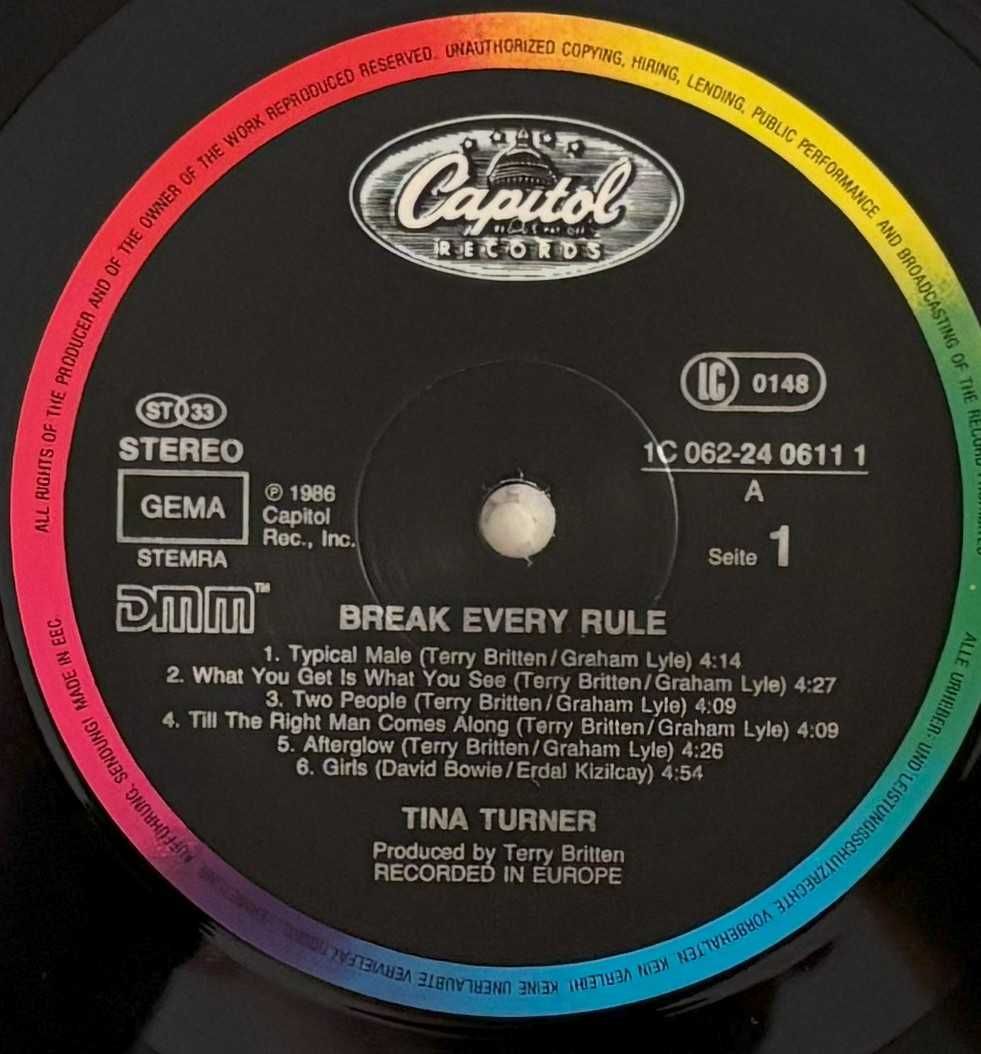 ALL RIGHTS OF THE PRODUCER AND OF THE OWNER OF THE WORK REPRODUCED RESERVED. UNAUTHORIZED COPYING, HIRING, LENDING, PUBLIC PERFORMANCE AND BROADCASTING OF THE RECORD
Capitol
RECORDS
LC 0148
ST 33
STEREO
1C 062-24 0611 1
A
GEMA
℗ 1986
Capitol
Rec., Inc.
STEMRA
Seite 1
DMM™
BREAK EVERY RULE
1. Typical Male (Terry Britten/Graham Lyle) 4:14
2. What You Get Is What You See (Terry Britten/Graham Lyle) 4:27
3. Two People (Terry Britten/Graham Lyle) 4:09
4. Till The Right Man Comes Along (Terry Britten/Graham Lyle) 4:09
5. Afterglow (Terry Britten/Graham Lyle) 4:26
6. Girls (David Bowie/Erdal Kizilcay) 4:54
TINA TURNER
Produced by Terry Britten
RECORDED IN EUROPE
ALLE URHEBER- UND LEISTUNGSSCHUTZRECHTE VORBEHALTEN KEIN VERLEIH! KEINE UNERLAUBTE AUFFÜHRUNG, SENDUNG! MADE IN EEC.